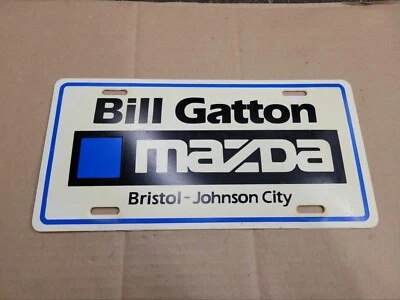 Bill Gatton
mazda
Bristol-Johnson City